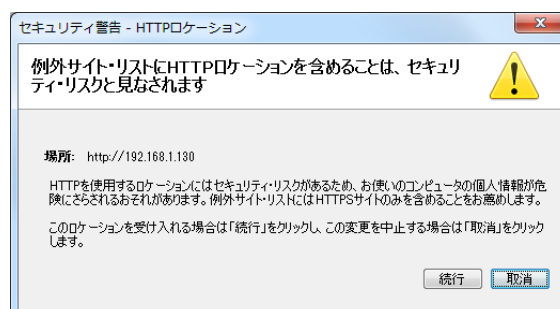 セキュリティ警告 - HTTPロケーション
例外サイト・リストにHTTPロケーションを含めることは、セキュリ
ティ・リスクと見なされます
場所: http://192.168.1.130
HTTPを使用するロケーションにはセキュリティ・リスクがあるため、お使いのコンピュータの個人情報が危
険にさらされるおそれがあります。例外サイト・リストにはHTTPSサイトのみを含めることをお薦めします。
このロケーションを受け入れる場合は「続行」をクリックし、この変更を中止する場合は「取消」をクリック
します。
続行 取消